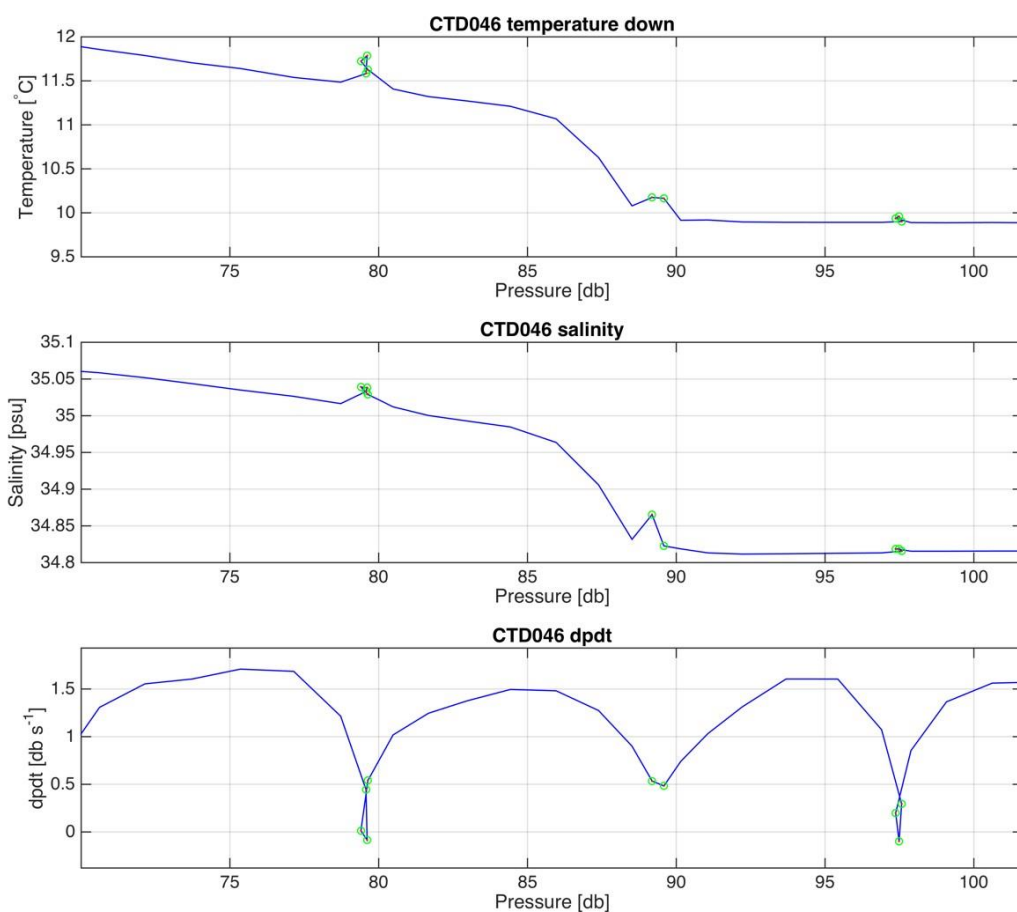 CTD046 temperature down
12
11.5
11
10.5
10
9.5
Temperature [°C]
75 80 85 90 95 100
Pressure [db]
CTD046 salinity
35.1
35.05
35
34.95
34.9
34.85
34.8
Salinity [psu]
75 80 85 90 95 100
Pressure [db]
CTD046 dpdt
1.5
1
0.5
0
dpdt [db s⁻¹]
75 80 85 90 95 100
Pressure [db]